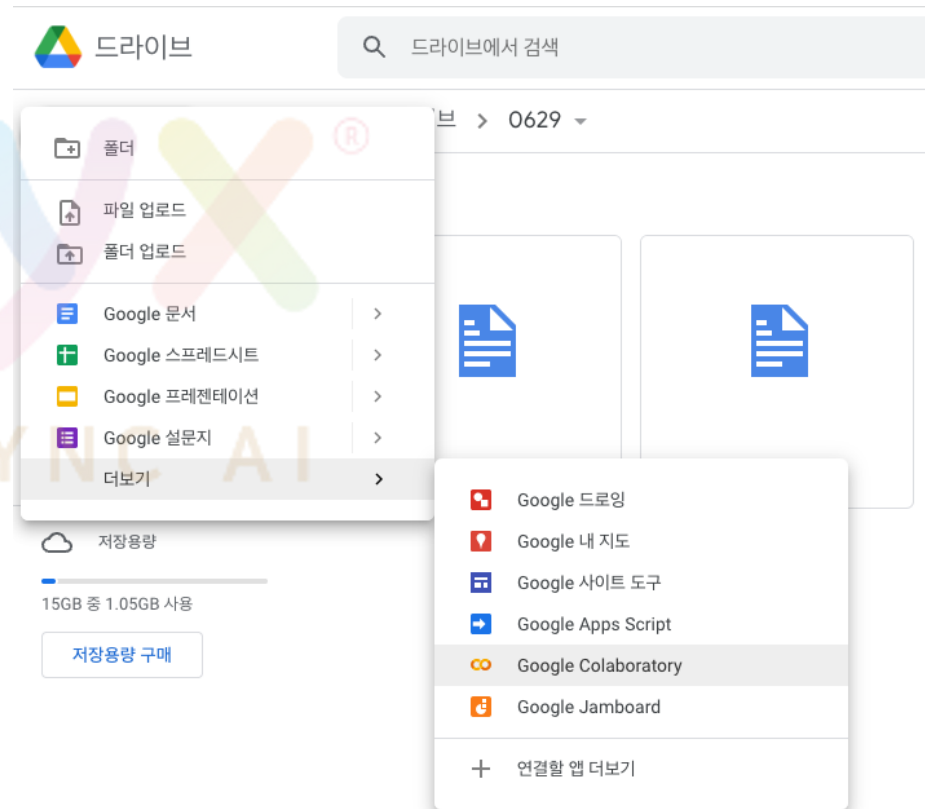 드라이브
드라이브에서 검색
브 > 0629
폴더
파일 업로드
폴더 업로드
Google 문서
Google 스프레드시트
Google 프레젠테이션
Google 설문지
더보기
Google 드로잉
Google 내 지도
Google 사이트 도구
Google Apps Script
Google Colaboratory
Google Jamboard
연결할 앱 더보기
저장용량
15GB 중 1.05GB 사용
저장용량 구매
YNC AI
®